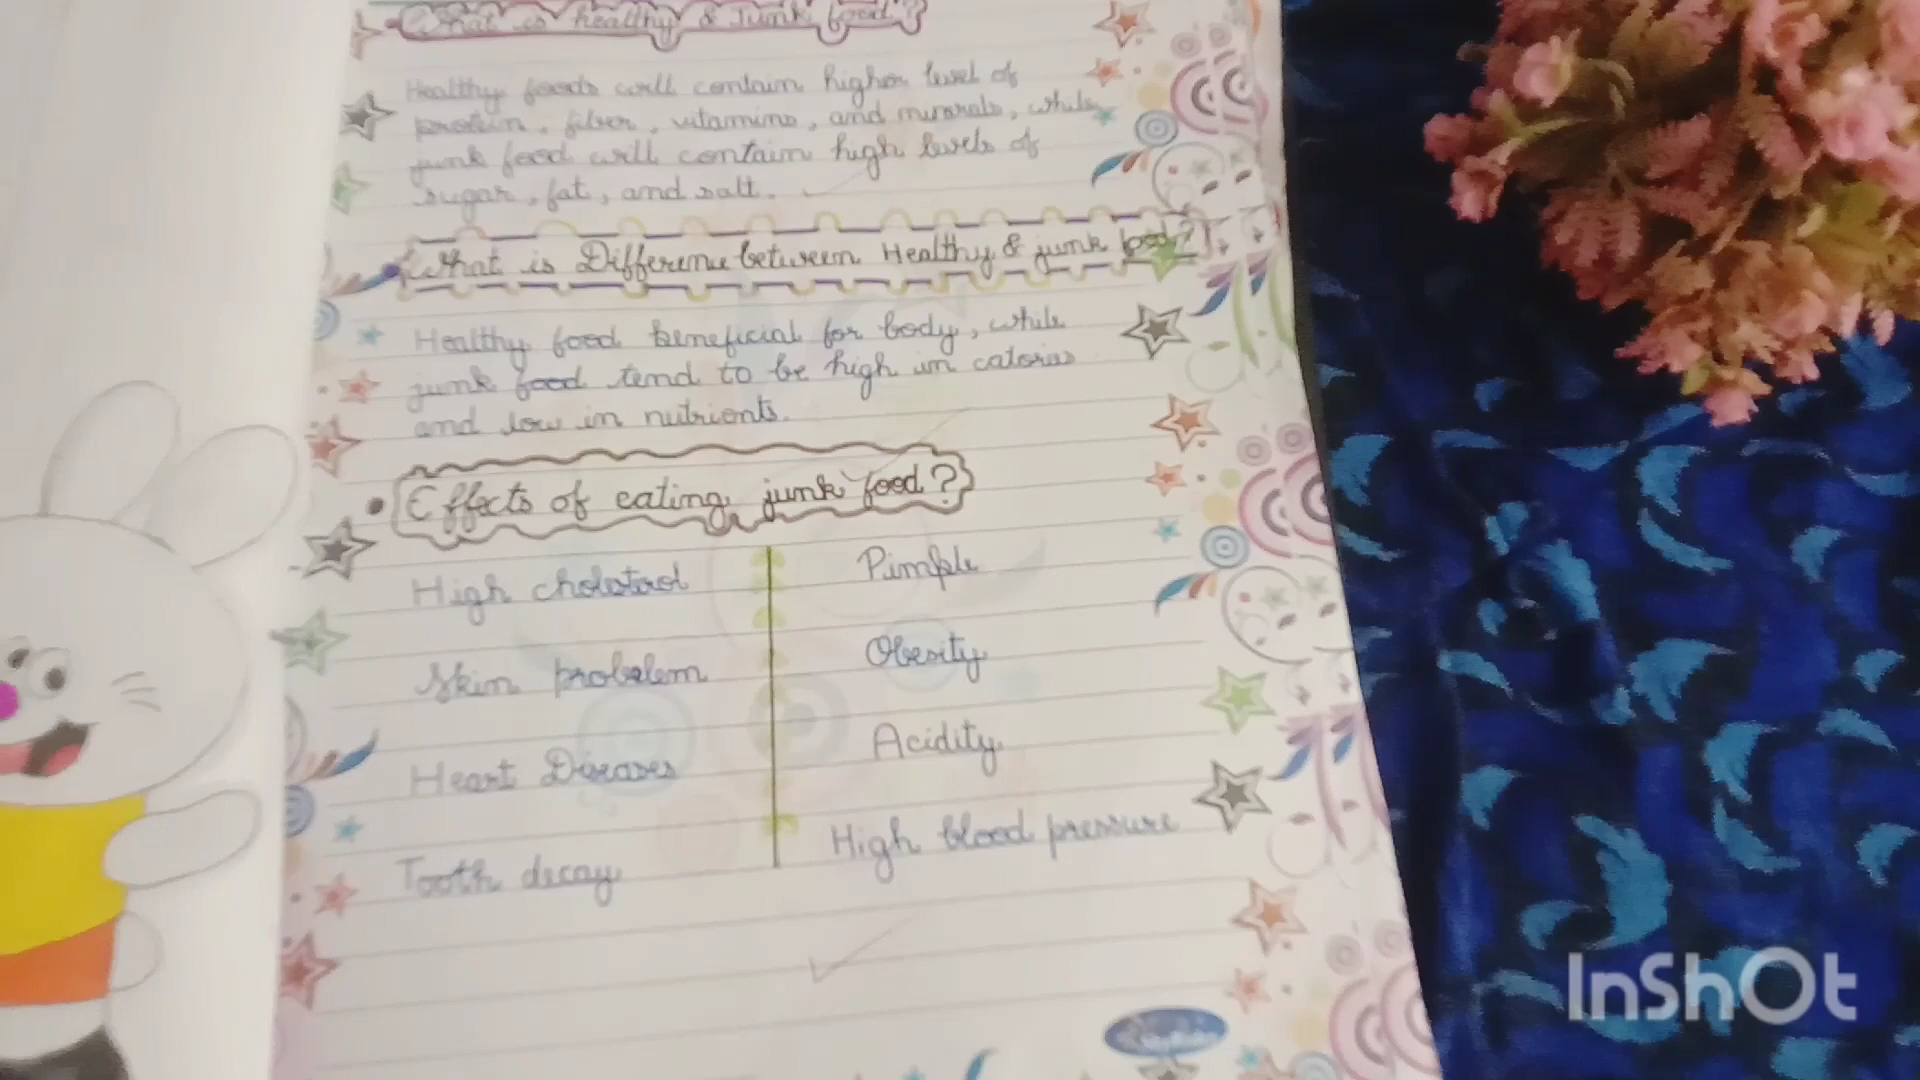 What is healthy & Junk food?
Healthy foods will contain higher level of
protein, fiber, vitamins, and minerals, while
junk food will contain high levels of
sugar, fat, and salt.
What is Difference between Healthy & junk food?
Healthy food beneficial for body, while
junk food tend to be high in calories
and low in nutrients.
Effects of eating junk food?
High cholstrol
Pimple
Skin probelem
Obesity
Heart Diseases
Acidity
Tooth decay
High blood pressure
InShOt